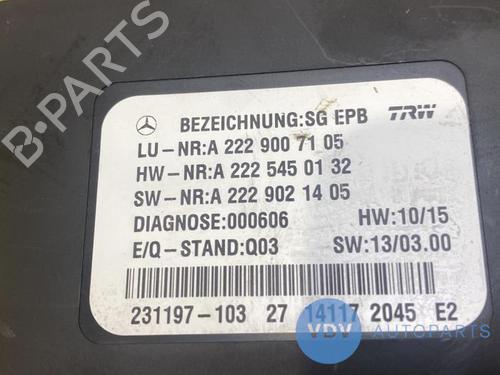 BEZEICHNUNG:SG EPB TRW
LU-NR:A 222 900 71 05
HW-NR:A 222 545 01 32
SW-NR:A 222 902 14 05
DIAGNOSE:000606 HW:10/15
E/Q-STAND:Q03 SW:13/03.00
231197-103 27 14117 2045 E2
VDV AUTOPARTS
B-PARTS